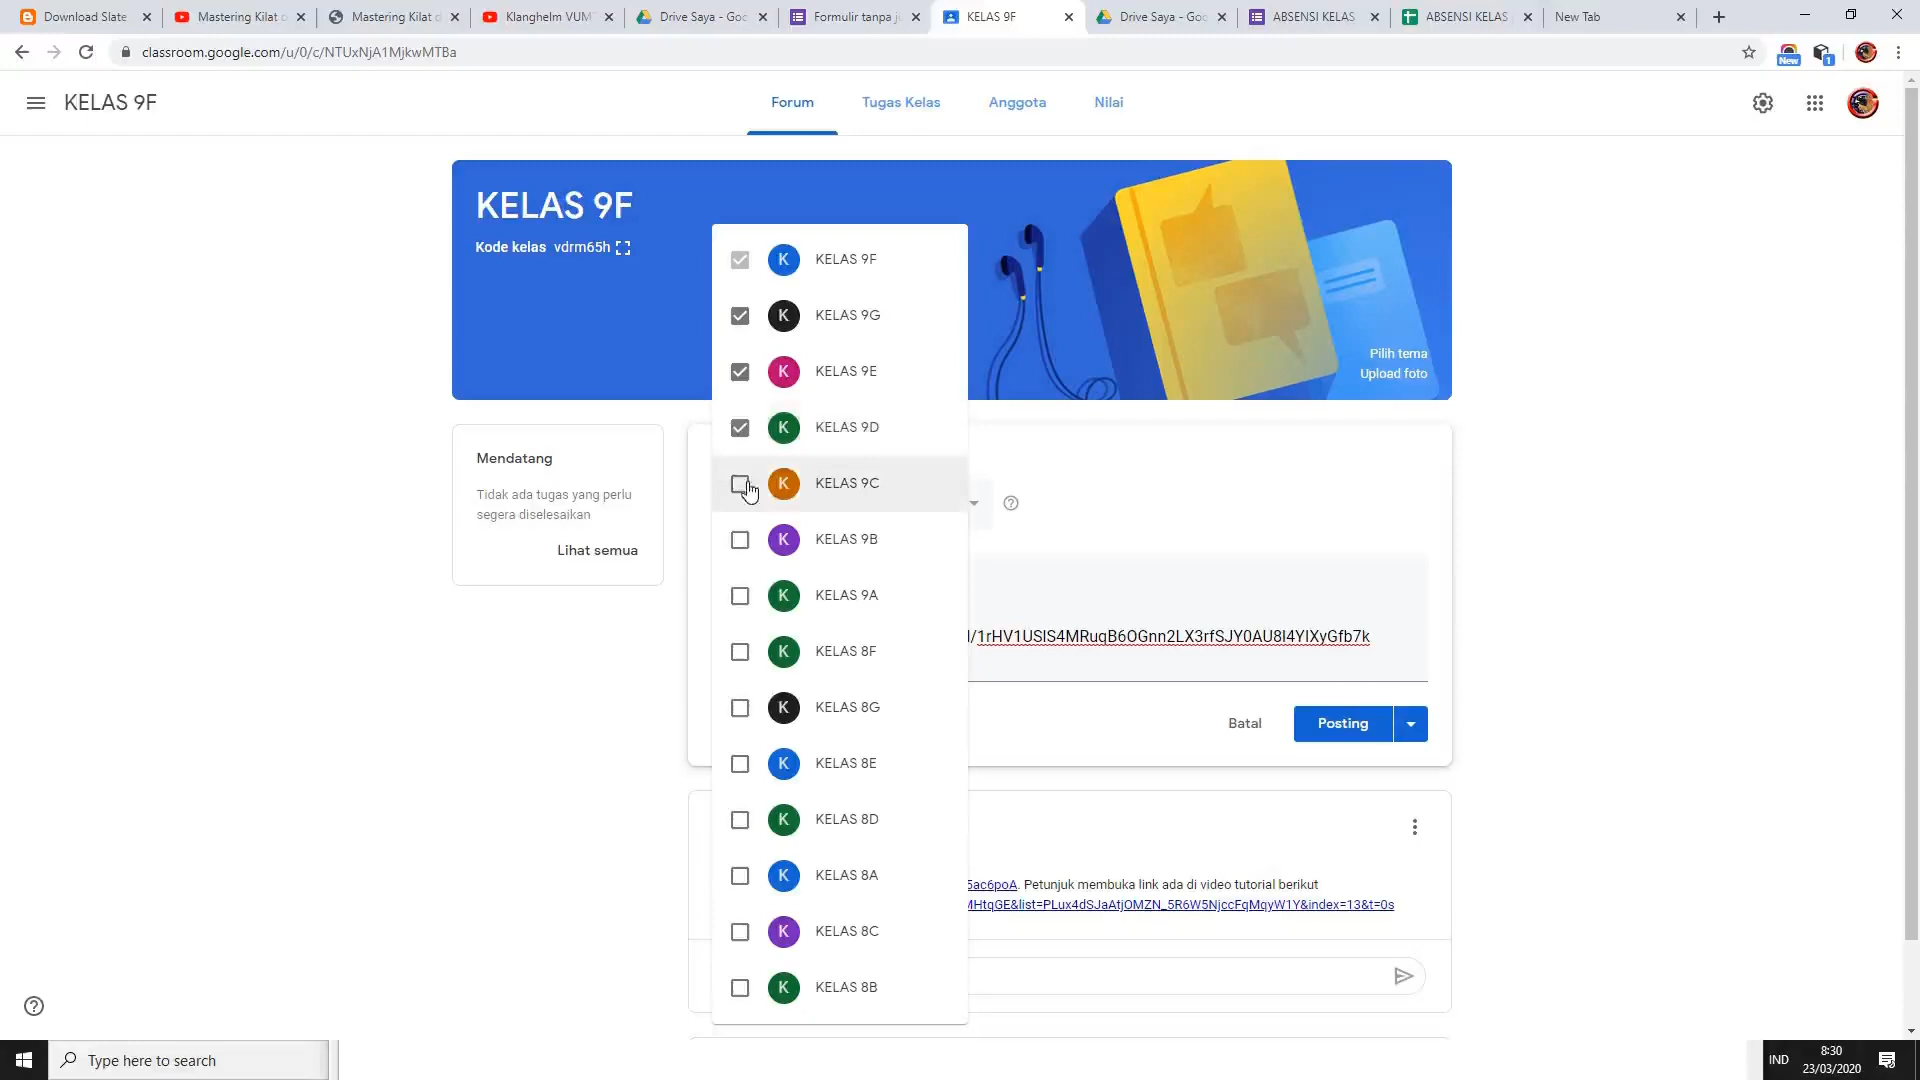 Download Slate
Mastering Kilat
Mastering Kilat d
Klanghelm VUMT
Drive Saya - Goo
Formulir tanpa ju
KELAS 9F
Drive Saya - Goo
ABSENSI KELAS
ABSENSI KELAS
New Tab
classroom.google.com/u/0/c/NTUxNjA1MjkwMTBa
New
1
KELAS 9F
Forum
Tugas Kelas
Anggota
Nilai
KELAS 9F
Kode kelas vdrm65h
Pilih tema
Upload foto
K KELAS 9F
K KELAS 9G
K KELAS 9E
K KELAS 9D
K KELAS 9C
K KELAS 9B
K KELAS 9A
K KELAS 8F
K KELAS 8G
K KELAS 8E
K KELAS 8D
K KELAS 8A
K KELAS 8C
K KELAS 8B
Mendatang
Tidak ada tugas yang perlu
segera diselesaikan
Lihat semua
/1rHV1USlS4MRuqB6OGnn2LX3rfSJY0AU8I4YIXyGfb7k
Batal
Posting
5ac6poA. Petunjuk membuka link ada di video tutorial berikut
MHtqGE&list=PLux4dSJaAtjOMZN_5R6W5NjccFqMqyW1Y&index=13&t=0s
Type here to search
IND
8:30
23/03/2020